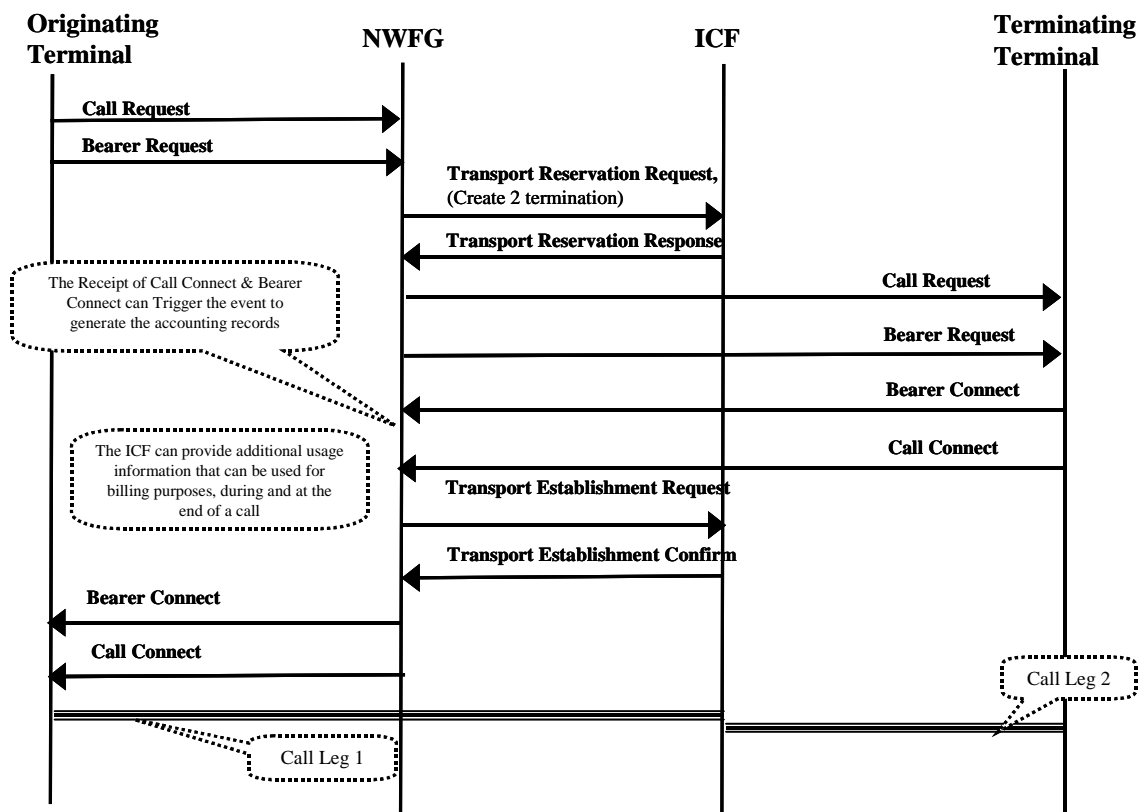 Originating
Terminal
NWFG
ICF
Terminating
Terminal
Call Request
Bearer Request
Transport Reservation Request,
(Create 2 termination)
Transport Reservation Response
The Receipt of Call Connect & Bearer
Connect can Trigger the event to
generate the accounting records
Call Request
Bearer Request
Bearer Connect
The ICF can provide additional usage
information that can be used for
billing purposes, during and at the
end of a call
Call Connect
Transport Establishment Request
Transport Establishment Confirm
Bearer Connect
Call Connect
Call Leg 2
Call Leg 1